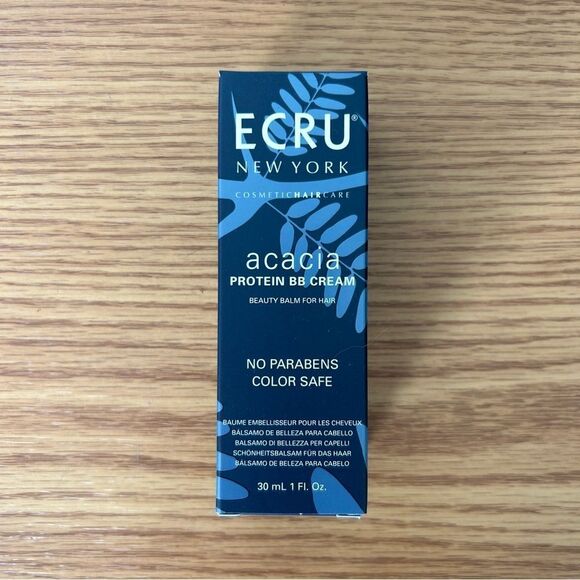 ECRU®
NEW YORK
COSMETICHAIRCARE
acacia
PROTEIN BB CREAM
BEAUTY BALM FOR HAIR
NO PARABENS
COLOR SAFE
BAUME EMBELLISSEUR POUR LES CHEVEUX
BÁLSAMO DE BELLEZA PARA CABELLO
BALSAMO DI BELLEZZA PER CAPELLI
SCHÖNHEITSBALSAM FÜR DAS HAAR
BÁLSAMO DE BELEZA PARA CABELO
30 mL 1 Fl. Oz.